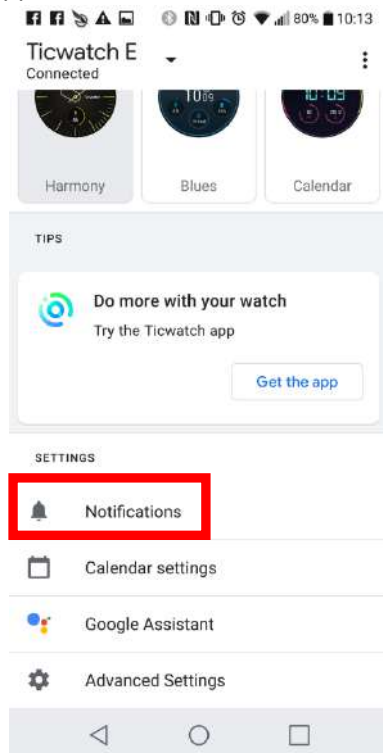 80% 10:13
Ticwatch E
Connected
10:09
10:09
Harmony
Blues
Calendar
TIPS
Do more with your watch
Try the Ticwatch app
Get the app
SETTINGS
Notifications
Calendar settings
Google Assistant
Advanced Settings